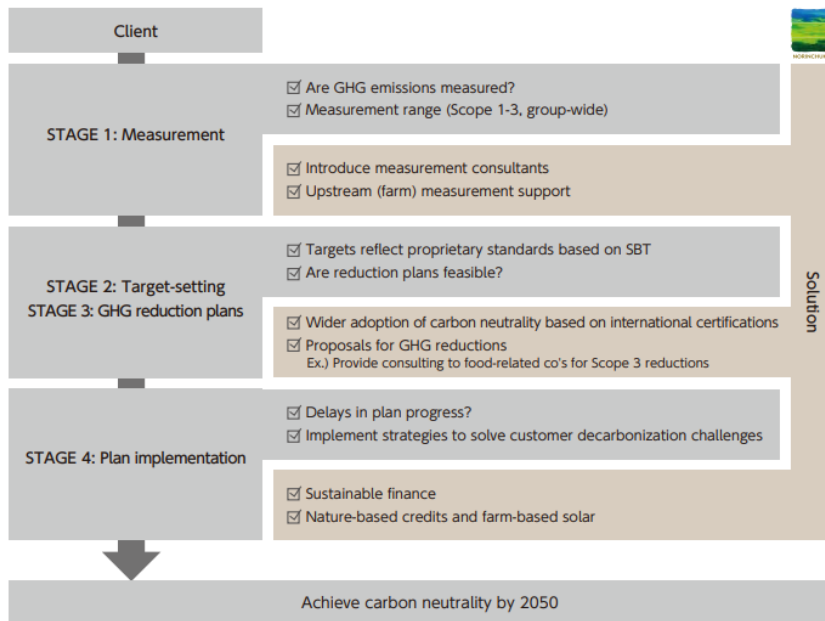 Client
NORINCHUKIN
STAGE 1: Measurement
Are GHG emissions measured?
Measurement range (Scope 1-3, group-wide)
Introduce measurement consultants
Upstream (farm) measurement support
STAGE 2: Target-setting
STAGE 3: GHG reduction plans
Targets reflect proprietary standards based on SBT
Are reduction plans feasible?
Wider adoption of carbon neutrality based on international certifications
Proposals for GHG reductions
Ex.) Provide consulting to food-related co's for Scope 3 reductions
Solution
STAGE 4: Plan implementation
Delays in plan progress?
Implement strategies to solve customer decarbonization challenges
Sustainable finance
Nature-based credits and farm-based solar
Achieve carbon neutrality by 2050